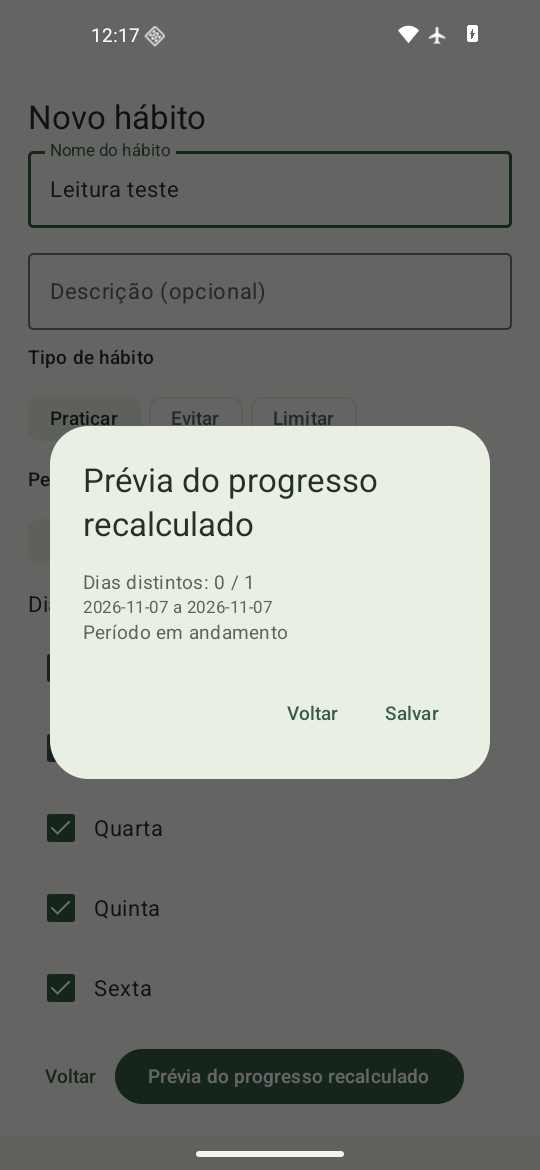 12:17
Novo hábito
Nome do hábito
Leitura teste
Descrição (opcional)
Tipo de hábito
Praticar Evitar Limitar
Prévia do progresso
recalculado
Dias distintos: 0 / 1
2026-11-07 a 2026-11-07
Período em andamento
Voltar Salvar
Quarta
Quinta
Sexta
Voltar Prévia do progresso recalculado